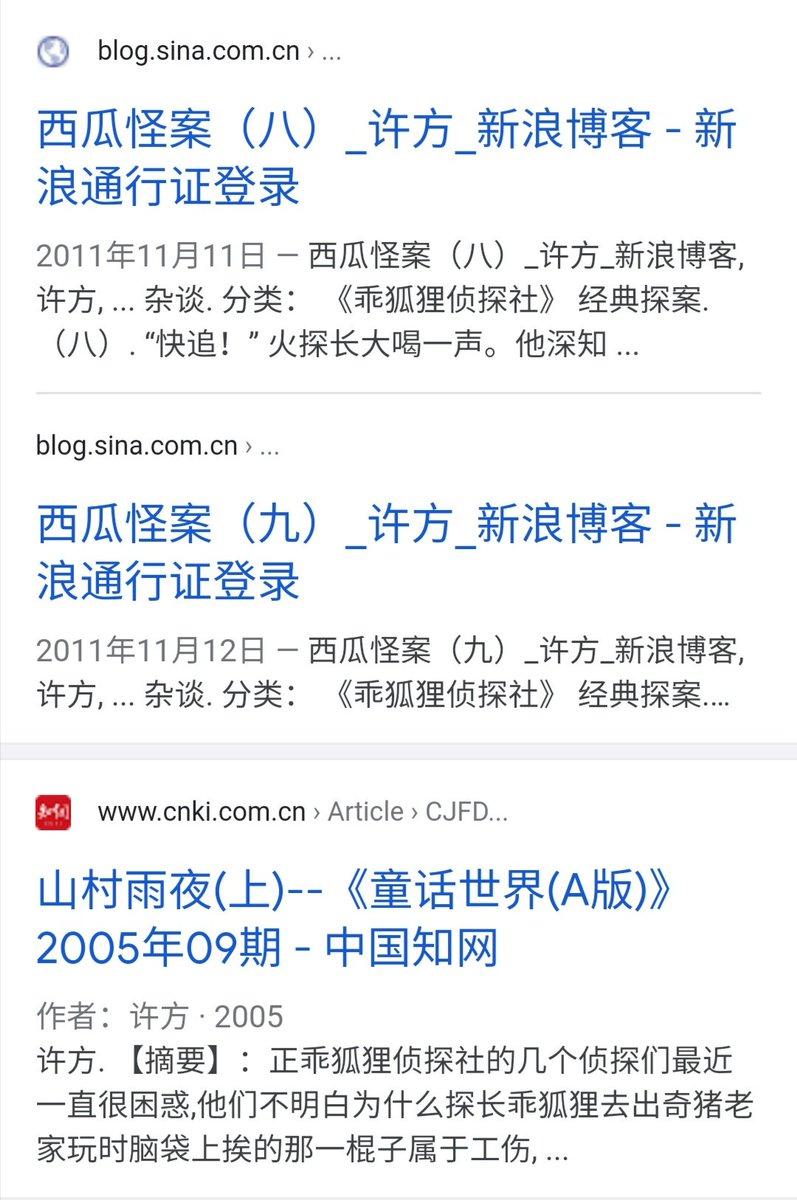 blog.sina.com.cn › ...
西瓜怪案（八）_许方_新浪博客 - 新
浪通行证登录
2011年11月11日 — 西瓜怪案（八）_许方_新浪博客,
许方, ... 杂谈. 分类： 《乖狐狸侦探社》 经典探案.
（八）. “快追！” 火探长大喝一声。他深知 ...
blog.sina.com.cn › ...
西瓜怪案（九）_许方_新浪博客 - 新
浪通行证登录
2011年11月12日 — 西瓜怪案（九）_许方_新浪博客,
许方, ... 杂谈. 分类： 《乖狐狸侦探社》 经典探案....
知网
www.cnki.com.cn › Article › CJFD...
山村雨夜(上)--《童话世界(A版)》
2005年09期 - 中国知网
作者：许方 · 2005
许方. 【摘要】：正乖狐狸侦探社的几个侦探们最近
一直很困惑,他们不明白为什么探长乖狐狸去出奇猪老
家玩时脑袋上挨的那一棍子属于工伤, ...